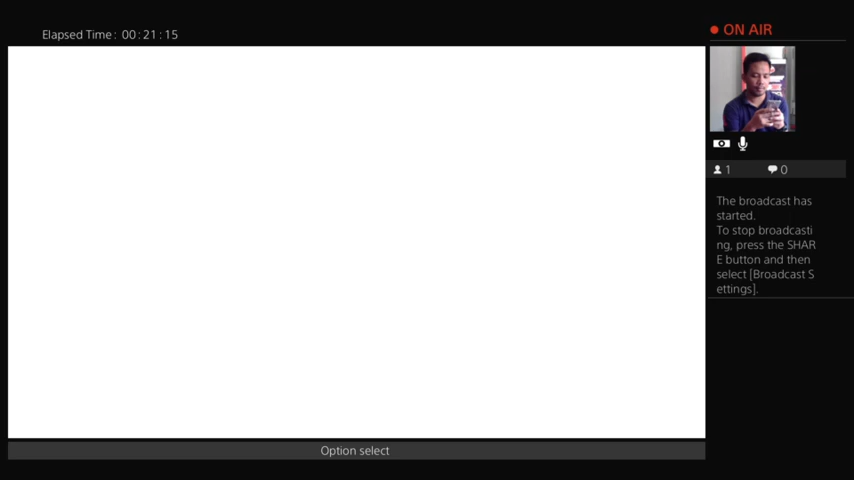 Elapsed Time: 00:21:15
ON AIR
1 0
The broadcast has
started.
To stop broadcasti
ng, press the SHAR
E button and then
select [Broadcast S
ettings].
Option select